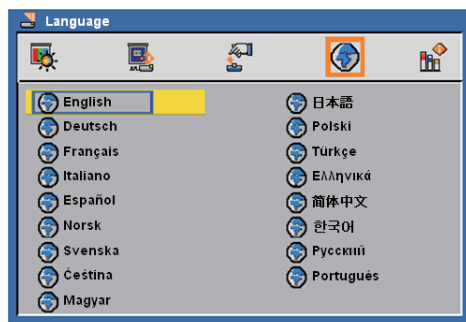 Language
English
Deutsch
Français
Italiano
Español
Norsk
Svenska
Čeština
Magyar
日本語
Polski
Türkçe
Ελληνικά
简体中文
한국어
Русский
Português